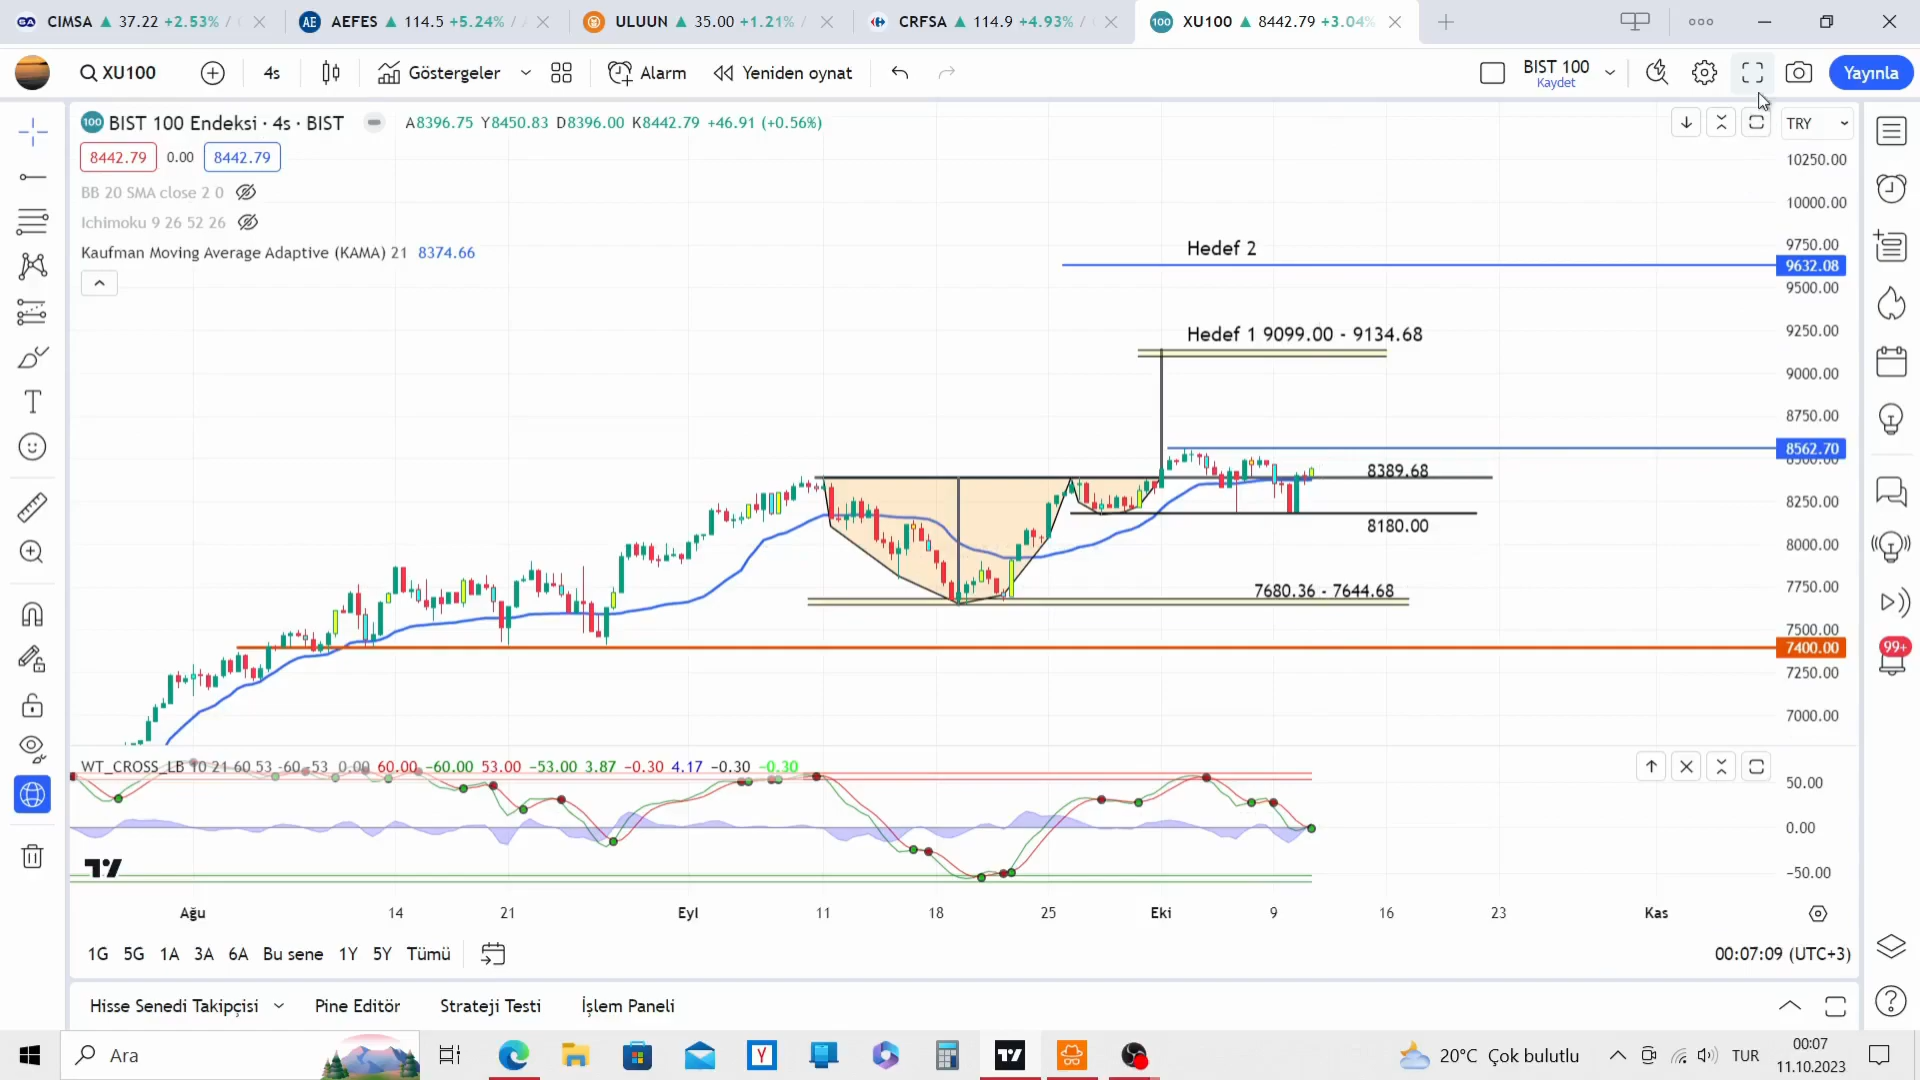 CIMSA ▲ 37.22 +2.53% /
AEFES ▲ 114.5 +5.24% /
ULUUN ▲ 35.00 +1.21% /
CRFSA ▲ 114.9 +4.93% /
100 XU100 ▲ 8442.79 +3.04%
XU100
4s
Göstergeler
Alarm
Yeniden oynat
BIST 100
Kaydet
Yayınla
100 BIST 100 Endeksi · 4s · BIST
A8396.75 Y8450.83 D8396.00 K8442.79 +46.91 (+0.56%)
TRY
8442.79 0.00 8442.79
BB 20 SMA close 2 0
Ichimoku 9 26 52 26
Kaufman Moving Average Adaptive (KAMA) 21 8374.66
10250.00
10000.00
Hedef 2
9750.00
9632.08
9500.00
Hedef 1 9099.00 - 9134.68
9250.00
9000.00
8750.00
8562.70
8500.00
8389.68
8250.00
8180.00
8000.00
7750.00
7680.36 - 7644.68
7500.00
7400.00
7250.00
7000.00
99+
WT_CROSS_LB 10 21 60 53 -60 -53 0.00 60.00 −60.00 53.00 −53.00 3.87 −0.30 4.17 −0.30 −0.30
50.00
0.00
−50.00
Ağu 14 21 Eyl 11 18 25 Eki 9 16 23 Kas
1G 5G 1A 3A 6A Bu sene 1Y 5Y Tümü
00:07:09 (UTC+3)
Hisse Senedi Takipçisi Pine Editör Strateji Testi İşlem Paneli
Ara
20°C Çok bulutlu
TUR
00:07
11.10.2023